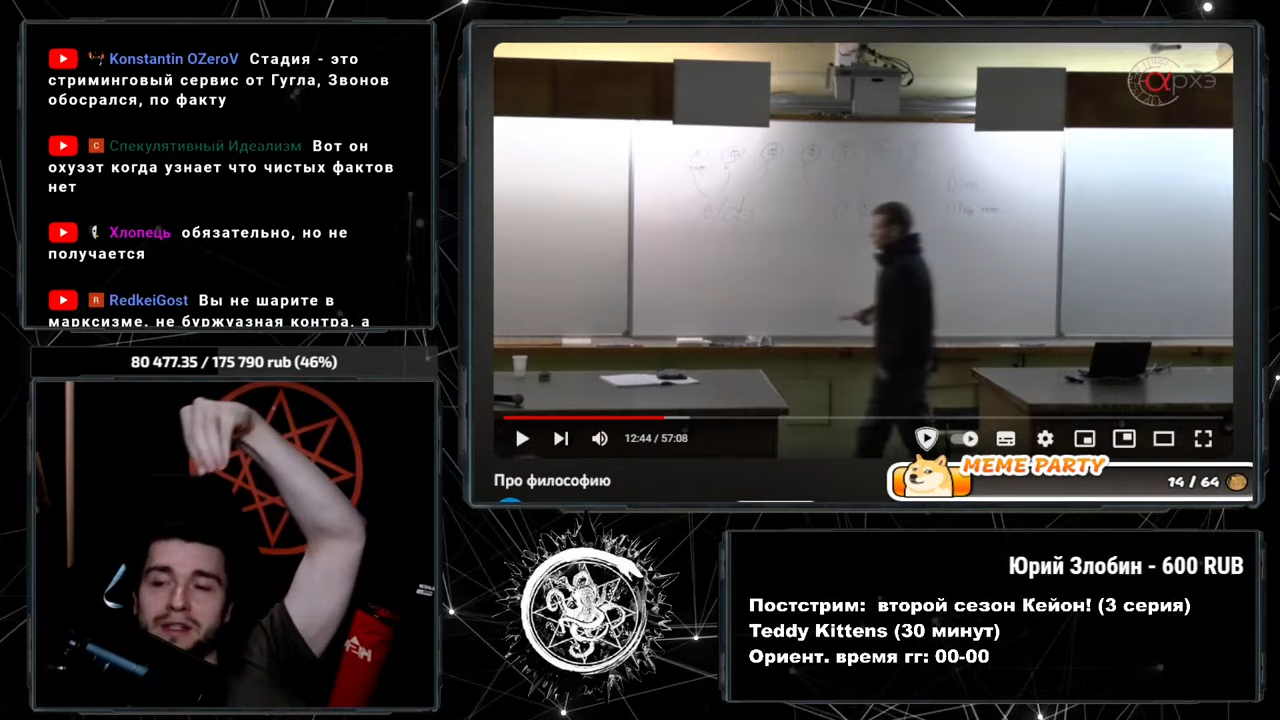 Konstantin OZeroV Стадия - это
стриминговый сервис от Гугла, Звонов
обосрался, по факту
Спекулятивный Идеализм Вот он
охуээт когда узнает что чистых фактов
нет
Хлопець обязательно, но не
получается
RedkeiGost Вы не шарите в
марксизме. не буржуазная контра. а
80 477.35 / 175 790 rub (46%)
αрхэ
12:44 / 57:08
Про философию
MEME PARTY
14 / 64
Юрий Злобин - 600 RUB
Постстрим: второй сезон Кейон! (3 серия)
Teddy Kittens (30 минут)
Ориент. время гг: 00-00